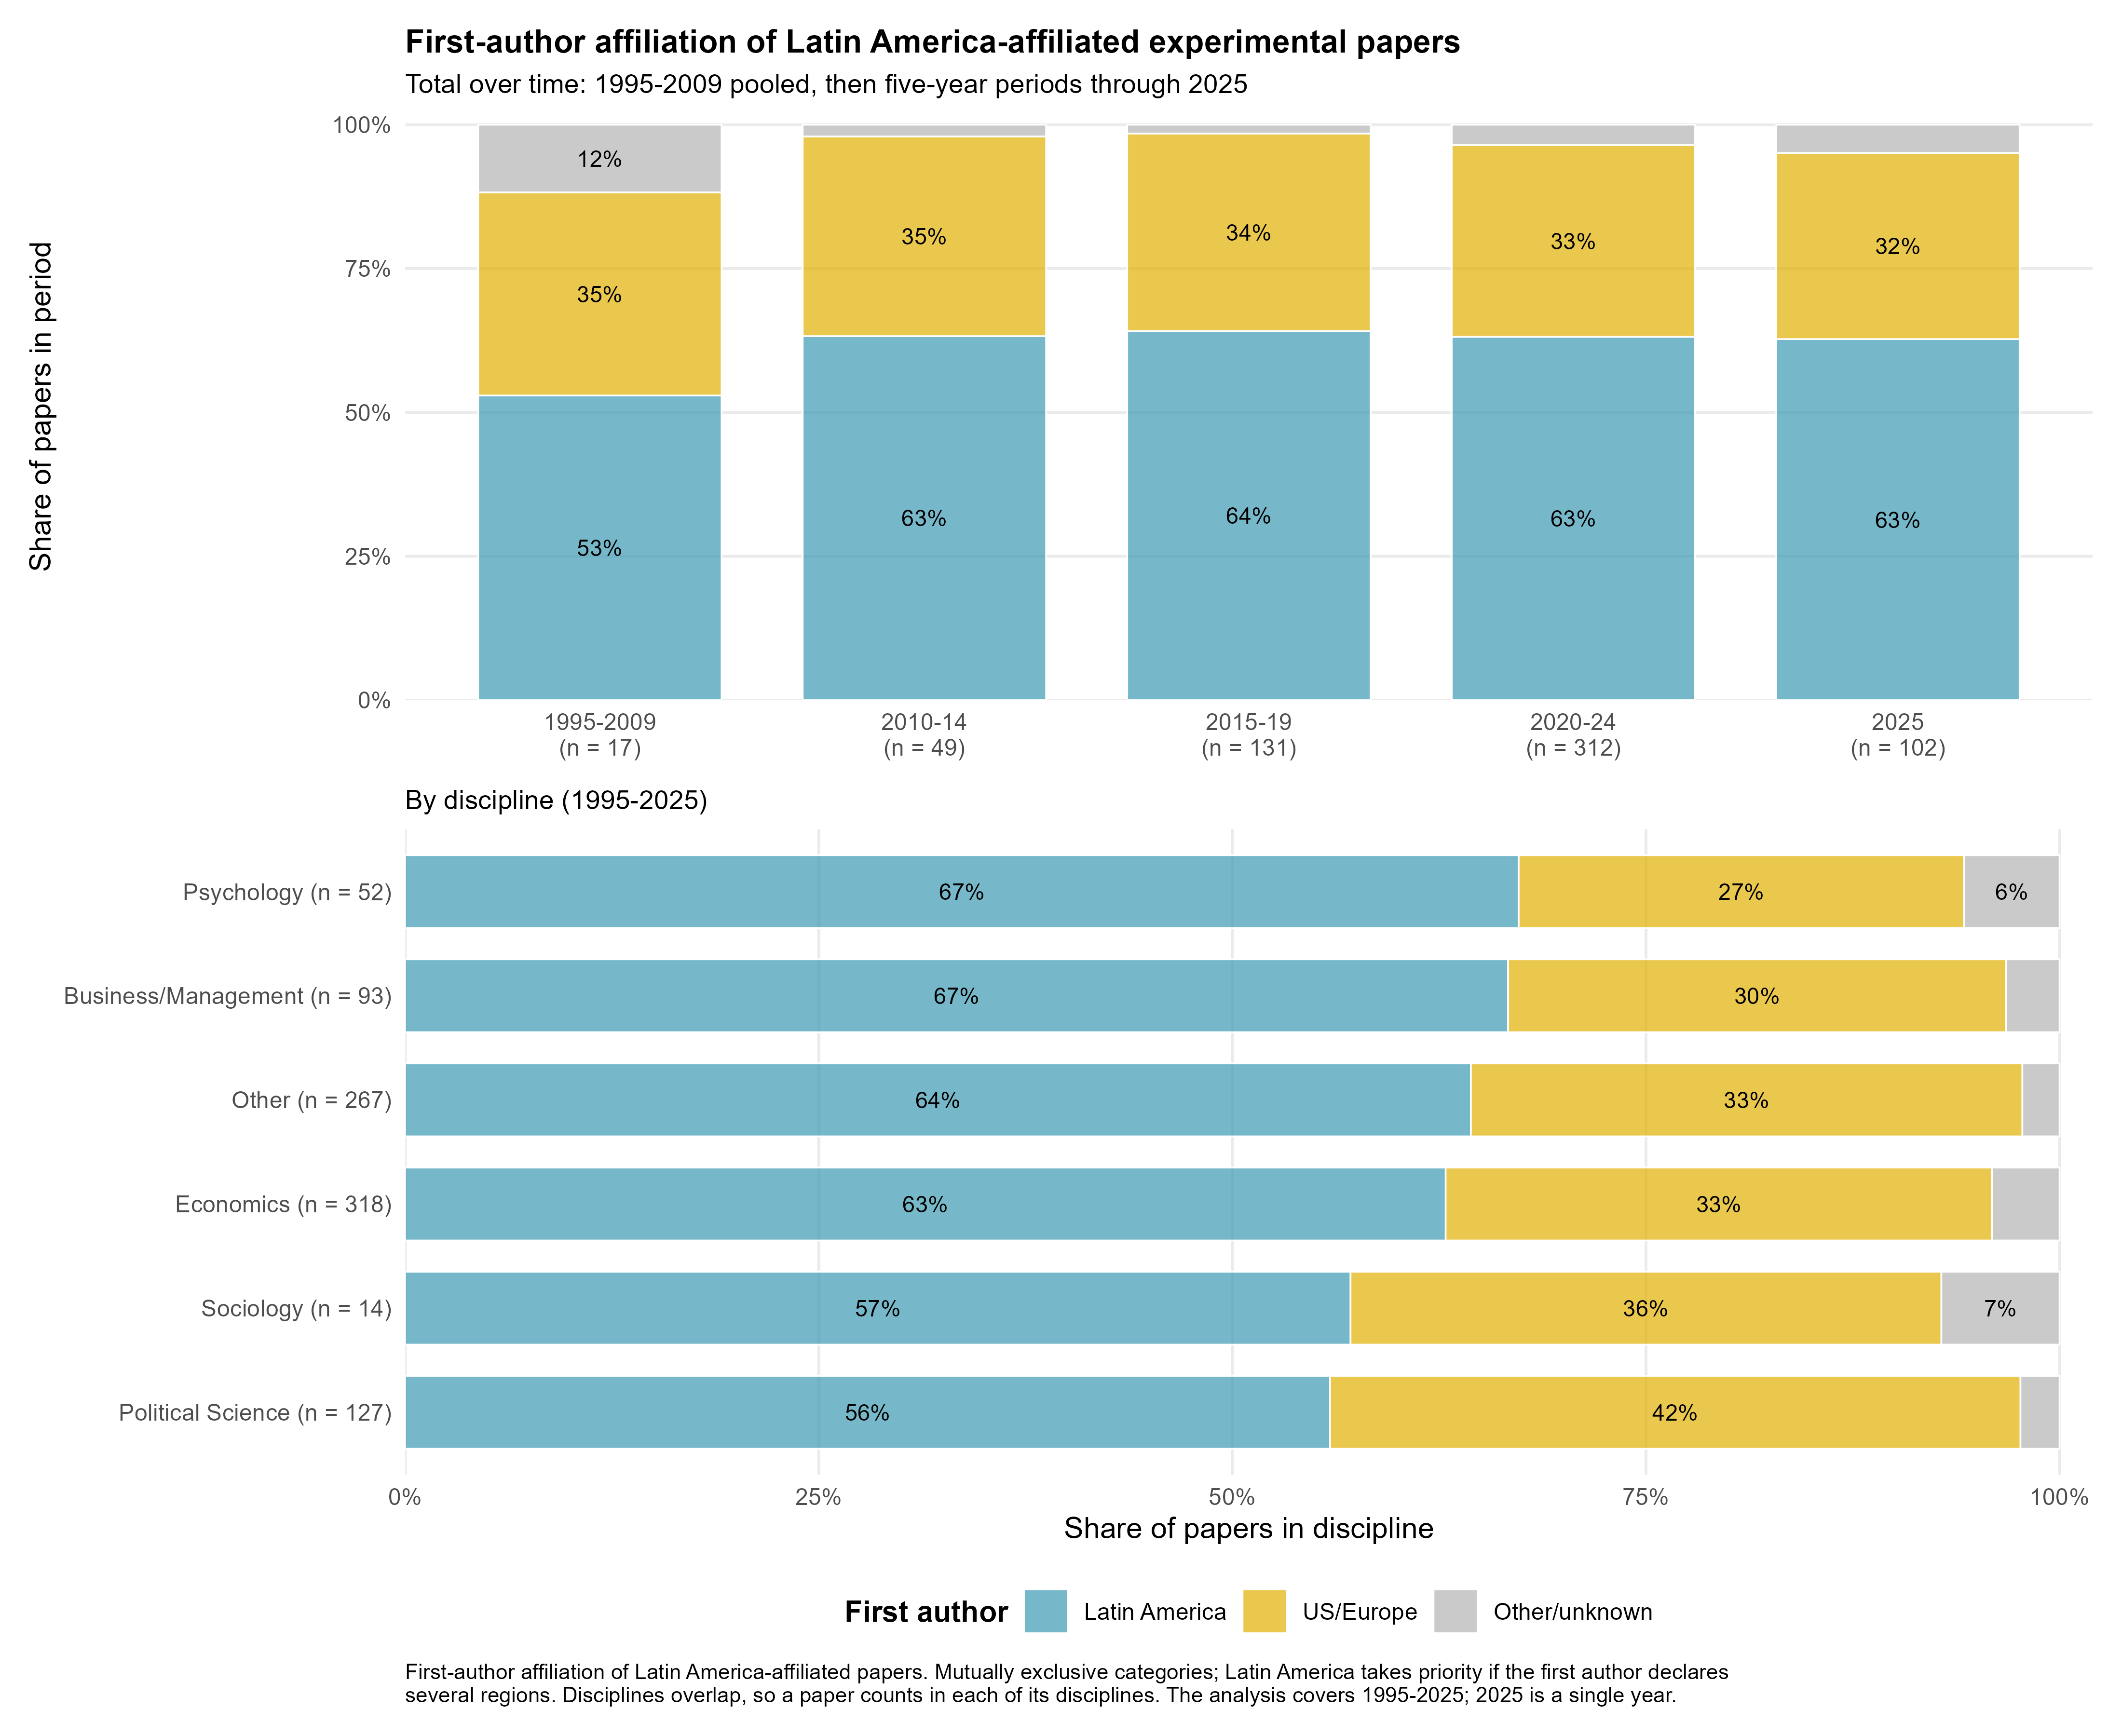 First-author affiliation of Latin America-affiliated experimental papers
Total over time: 1995-2009 pooled, then five-year periods through 2025
Share of papers in period
100%
75%
50%
25%
0%
12%
35%
53%
35%
63%
34%
64%
33%
63%
32%
63%
1995-2009
(n = 17)
2010-14
(n = 49)
2015-19
(n = 131)
2020-24
(n = 312)
2025
(n = 102)
By discipline (1995-2025)
Psychology (n = 52)
67%
27%
6%
Business/Management (n = 93)
67%
30%
Other (n = 267)
64%
33%
Economics (n = 318)
63%
33%
Sociology (n = 14)
57%
36%
7%
Political Science (n = 127)
56%
42%
0%
25%
50%
75%
100%
Share of papers in discipline
First author
Latin America
US/Europe
Other/unknown
First-author affiliation of Latin America-affiliated papers. Mutually exclusive categories; Latin America takes priority if the first author declares
several regions. Disciplines overlap, so a paper counts in each of its disciplines. The analysis covers 1995-2025; 2025 is a single year.